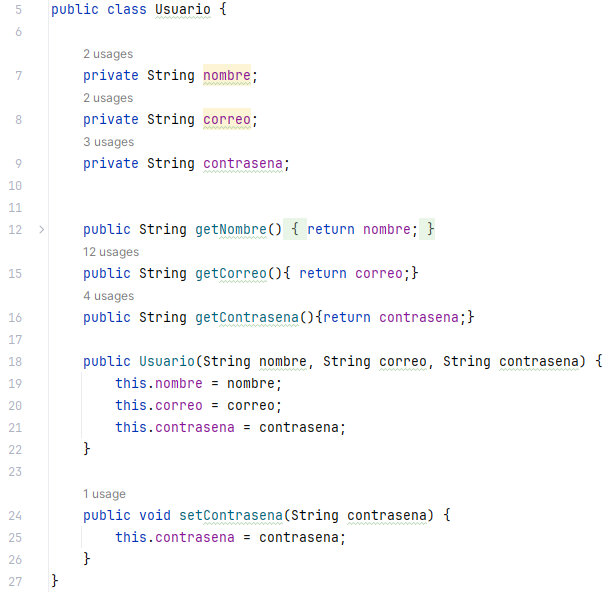 5 public class Usuario {
6
2 usages
7 private String nombre;
2 usages
8 private String correo;
3 usages
9 private String contrasena;
10
11
12 public String getNombre() { return nombre; }
12 usages
15 public String getCorreo(){ return correo;}
4 usages
16 public String getContrasena(){return contrasena;}
17
18 public Usuario(String nombre, String correo, String contrasena) {
19 this.nombre = nombre;
20 this.correo = correo;
21 this.contrasena = contrasena;
22 }
23
1 usage
24 public void setContrasena(String contrasena) {
25 this.contrasena = contrasena;
26 }
27 }